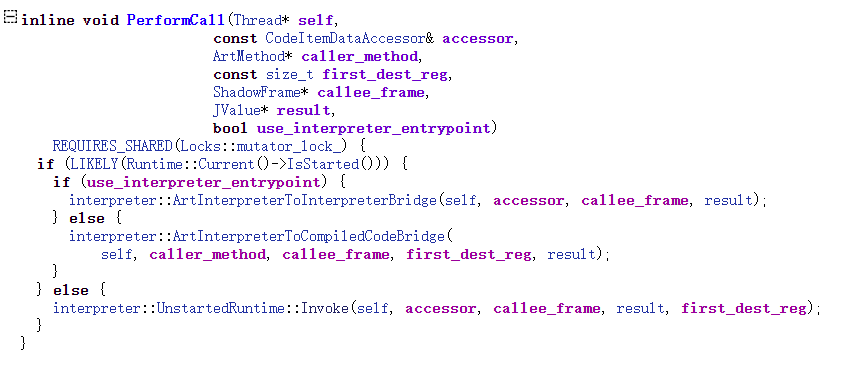 inline void PerformCall(Thread* self,
                        const CodeItemDataAccessor& accessor,
                        ArtMethod* caller_method,
                        const size_t first_dest_reg,
                        ShadowFrame* callee_frame,
                        JValue* result,
                        bool use_interpreter_entrypoint)
    REQUIRES_SHARED(Locks::mutator_lock_) {
  if (LIKELY(Runtime::Current()->IsStarted())) {
    if (use_interpreter_entrypoint) {
      interpreter::ArtInterpreterToInterpreterBridge(self, accessor, callee_frame, result);
    } else {
      interpreter::ArtInterpreterToCompiledCodeBridge(
          self, caller_method, callee_frame, first_dest_reg, result);
    }
  } else {
    interpreter::UnstartedRuntime::Invoke(self, accessor, callee_frame, result, first_dest_reg);
  }
}